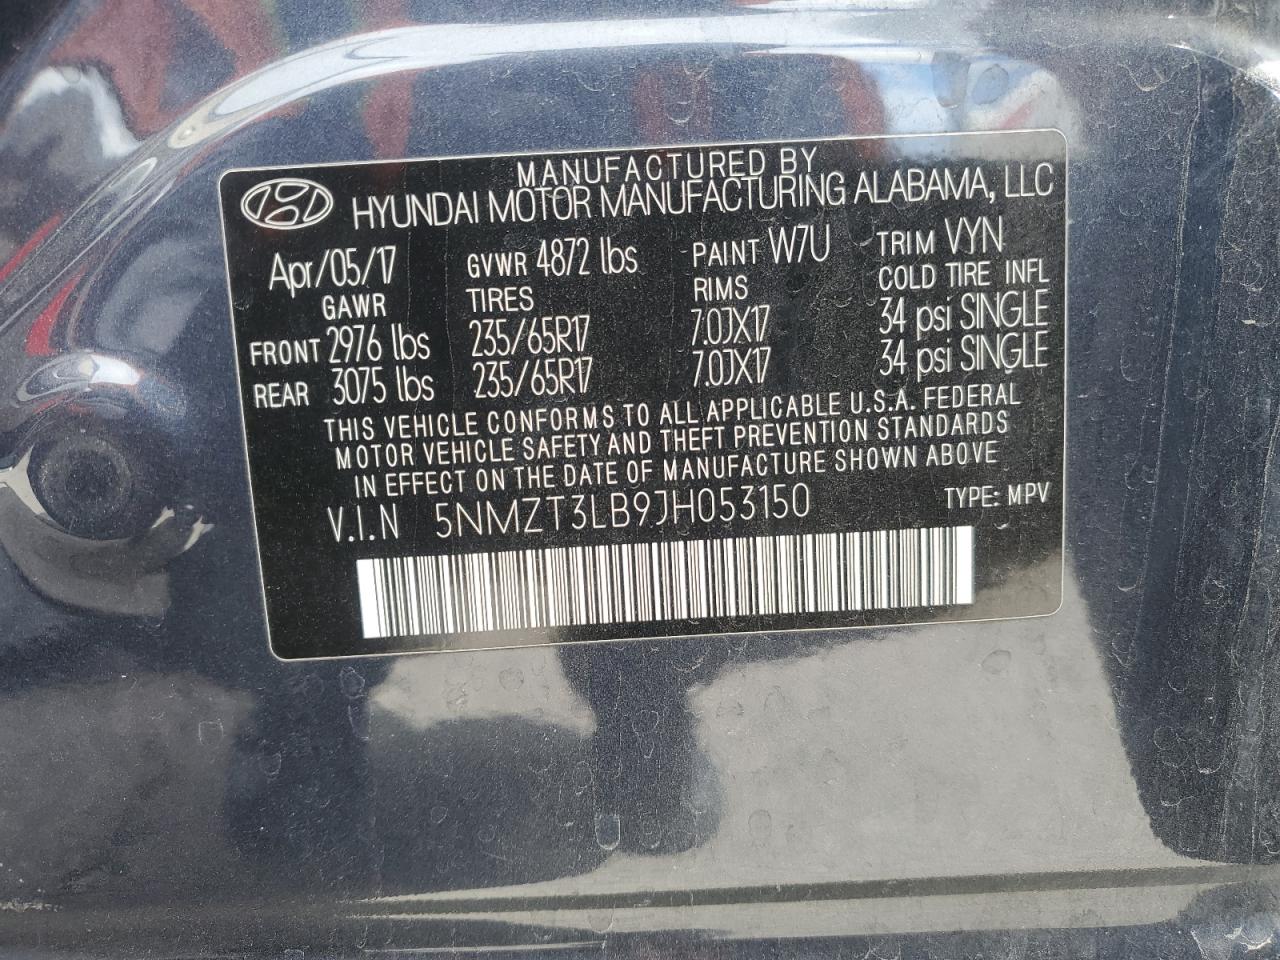 MANUFACTURED BY
HYUNDAI MOTOR MANUFACTURING ALABAMA, LLC
Apr/05/17 GVWR 4872 lbs PAINT W7U TRIM VYN
GAWR TIRES RIMS COLD TIRE INFL
FRONT 2976 lbs 235/65R17 7.0JX17 34 psi SINGLE
REAR 3075 lbs 235/65R17 7.0JX17 34 psi SINGLE
THIS VEHICLE CONFORMS TO ALL APPLICABLE U.S.A. FEDERAL
MOTOR VEHICLE SAFETY AND THEFT PREVENTION STANDARDS
IN EFFECT ON THE DATE OF MANUFACTURE SHOWN ABOVE
V.I.N 5NMZT3LB9JH053150 TYPE: MPV